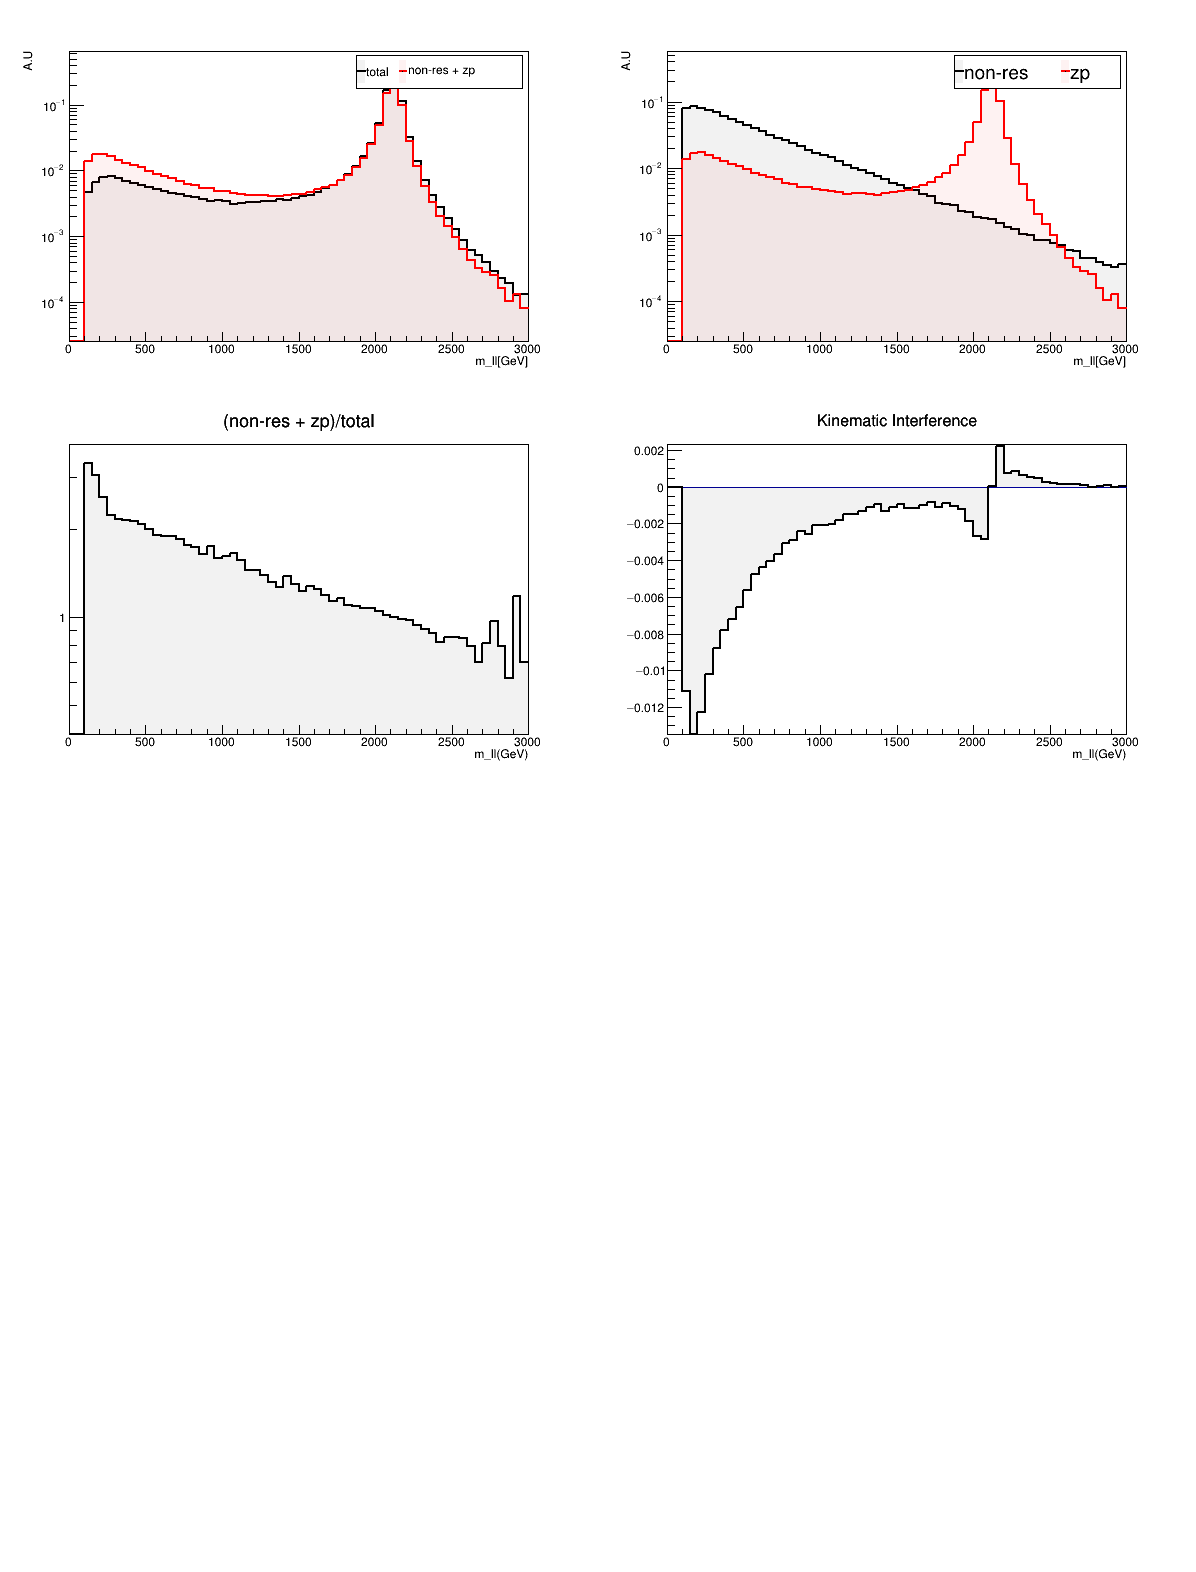 A.U
total non-res + zp
10⁻¹
10⁻²
10⁻³
10⁻⁴
0 500 1000 1500 2000 2500 3000
m_ll[GeV]
A.U
non-res zp
10⁻¹
10⁻²
10⁻³
10⁻⁴
0 500 1000 1500 2000 2500 3000
m_ll[GeV]
(non-res + zp)/total
1
0 500 1000 1500 2000 2500 3000
m_ll(GeV)
Kinematic Interference
0.002
0
−0.002
−0.004
−0.006
−0.008
−0.01
−0.012
0 500 1000 1500 2000 2500 3000
m_ll(GeV)